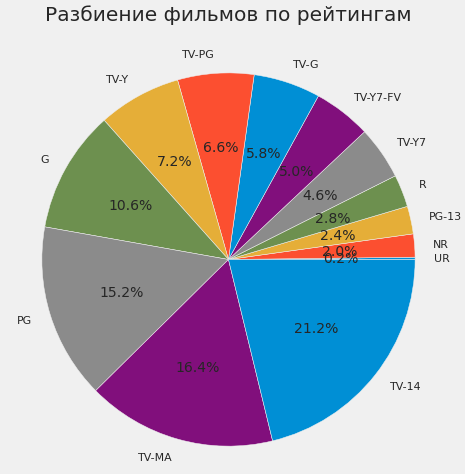 Разбиение фильмов по рейтингам
TV-PG
TV-G
TV-Y
TV-Y7-FV
TV-Y7
G
R
PG-13
NR
UR
PG
TV-14
TV-MA
6.6%
5.8%
7.2%
5.0%
4.6%
10.6%
2.8%
2.4%
2.0%
0.2%
15.2%
21.2%
16.4%